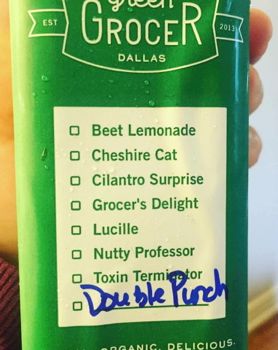 green
GROCER
EST 2013
DALLAS
Beet Lemonade
Cheshire Cat
Cilantro Surprise
Grocer's Delight
Lucille
Nutty Professor
Toxin Terminator
Double Punch
ORGANIC. DELICIOUS.